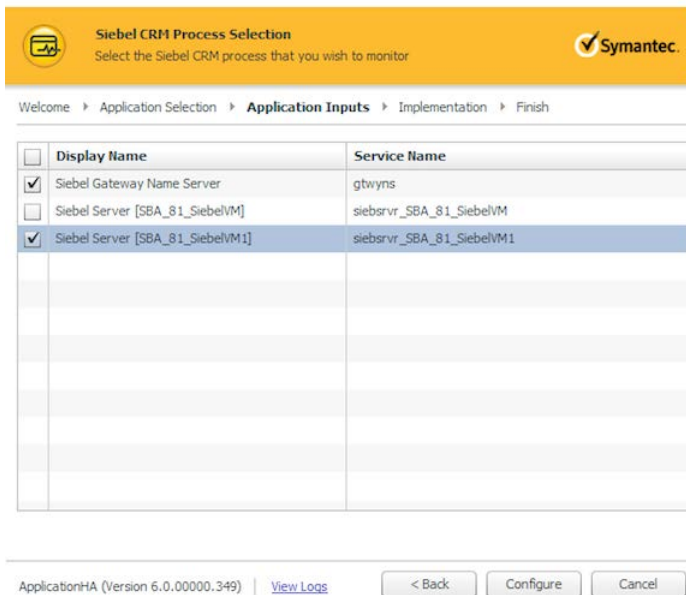 Siebel CRM Process Selection
Select the Siebel CRM process that you wish to monitor
Symantec.
Welcome Application Selection Application Inputs Implementation Finish
Display Name Service Name
Siebel Gateway Name Server gtwyns
Siebel Server [SBA_81_SiebelVM] siebsrvr_SBA_81_SiebelVM
Siebel Server [SBA_81_SiebelVM1] siebsrvr_SBA_81_SiebelVM1
ApplicationHA (Version 6.0.00000.349) | View Logs < Back Configure Cancel